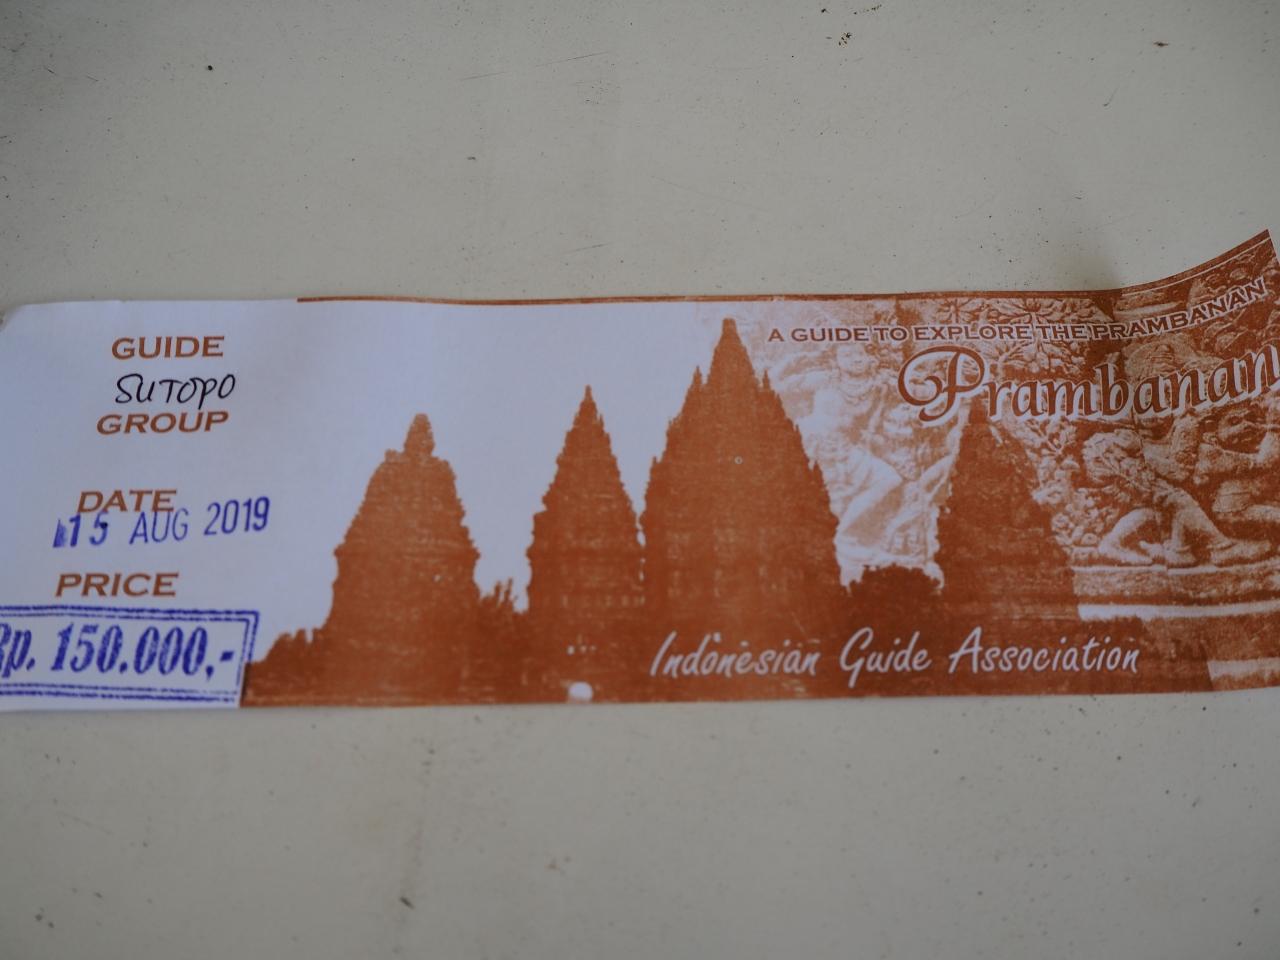 GUIDE
SUTOPO
GROUP
DATE
15 AUG 2019
PRICE
Rp. 150.000,-
A GUIDE TO EXPLORE THE PRAMBANAN
Prambanan
Indonesian Guide Association